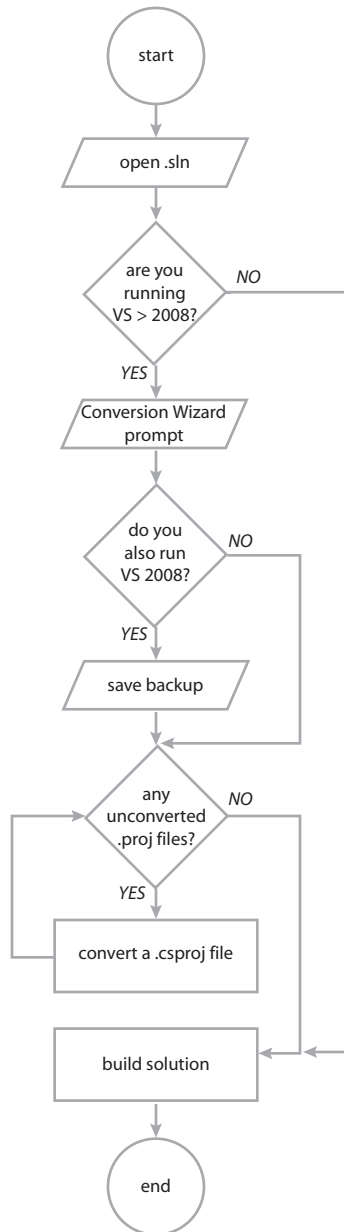 start
open .sln
are you
running
VS > 2008?
NO
YES
Conversion Wizard
prompt
do you
also run
VS 2008?
NO
YES
save backup
any
unconverted
.proj files?
NO
YES
convert a .csproj file
build solution
end